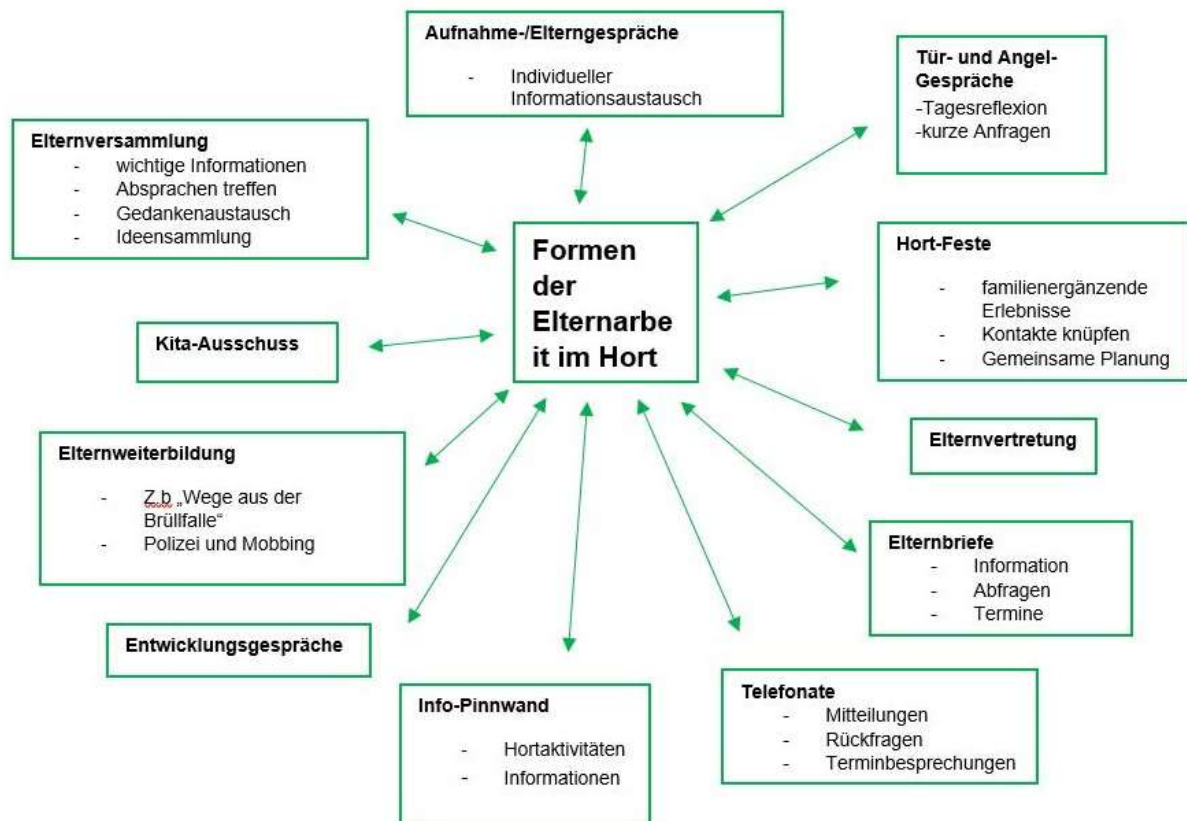 Aufnahme-/Elterngespräche
- Individueller
Informationsaustausch
Tür- und Angel-
Gespräche
-Tagesreflexion
-kurze Anfragen
Elternversammlung
- wichtige Informationen
- Absprachen treffen
- Gedankenaustausch
- Ideensammlung
Formen
der
Elternarbe
it im Hort
Hort-Feste
- familienergänzende
Erlebnisse
- Kontakte knüpfen
- Gemeinsame Planung
Kita-Ausschuss
Elternvertretung
Elternweiterbildung
- Z.b „Wege aus der
Brüllfalle“
- Polizei und Mobbing
Elternbriefe
- Information
- Abfragen
- Termine
Entwicklungsgespräche
Info-Pinnwand
- Hortaktivitäten
- Informationen
Telefonate
- Mitteilungen
- Rückfragen
- Terminbesprechungen